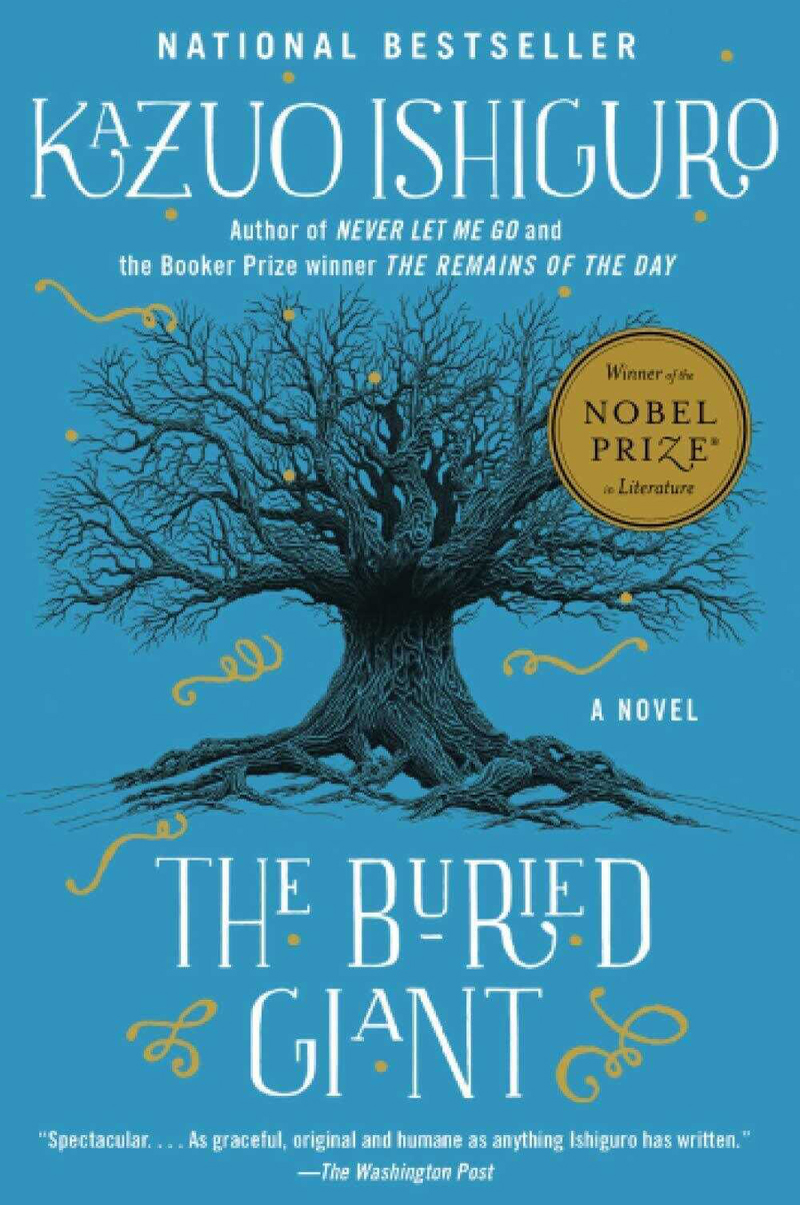 NATIONAL BESTSELLER
KAZUO ISHIGURO
Author of NEVER LET ME GO and
the Booker Prize winner THE REMAINS OF THE DAY
Winner of the
NOBEL
PRIZE®
in Literature
A NOVEL
THE BURIED
GIANT
“Spectacular. . . . As graceful, original and humane as anything Ishiguro has written.”
—The Washington Post